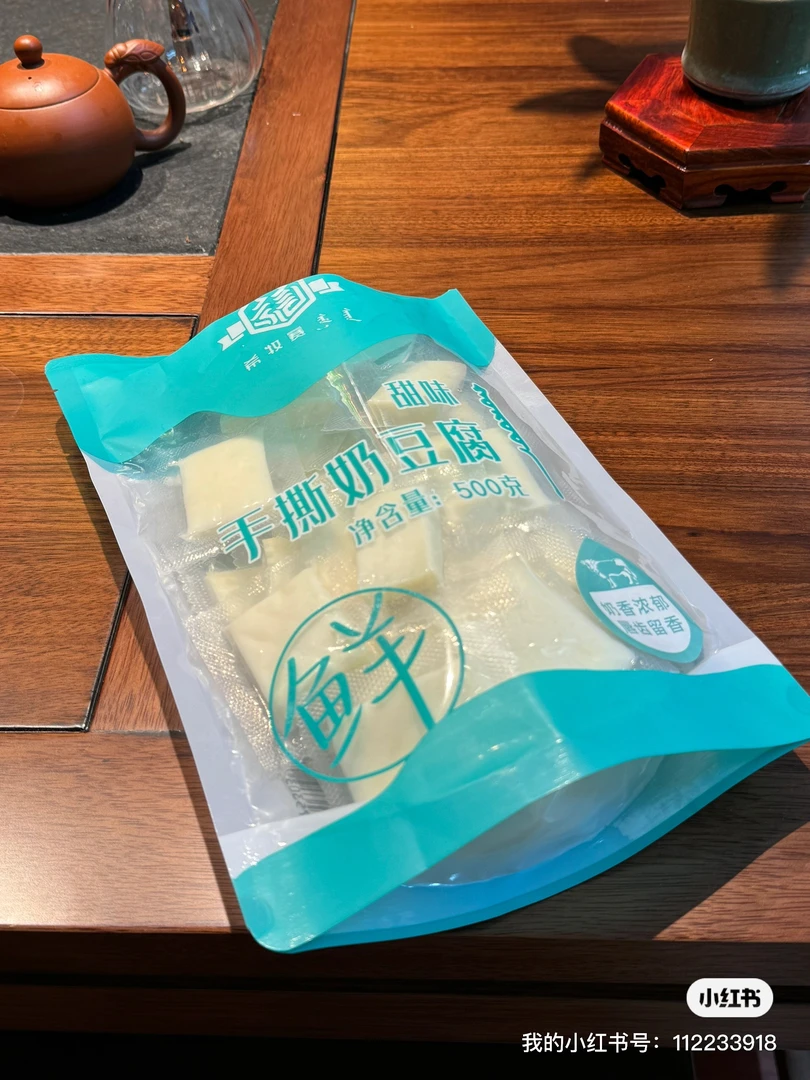 甜味
手撕奶豆腐
净含量：500克
鲜
奶香浓郁
齿留香
小红书
我的小红书号：112233918